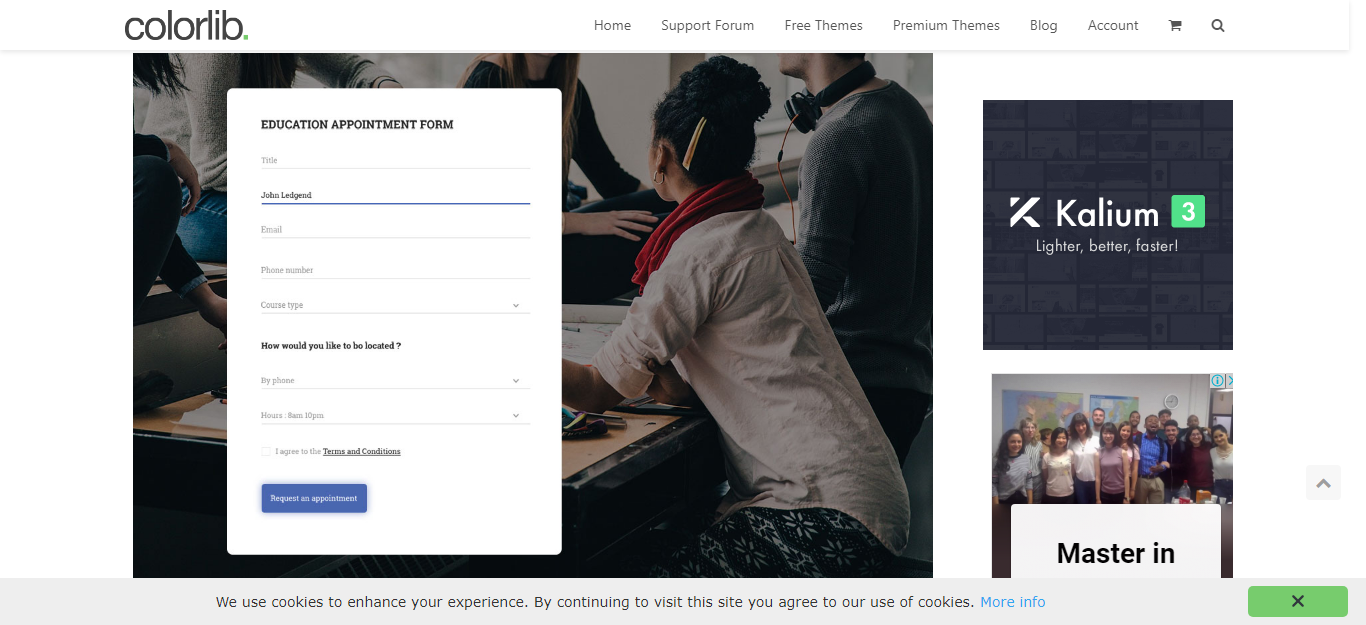 colorlib.
Home Support Forum Free Themes Premium Themes Blog Account
EDUCATION APPOINTMENT FORM
Title
John Ledgend
Email
Phone number
Course type
How would you like to bo located ?
By phone
Hours : 8am 10pm
I agree to the Terms and Conditions
Request an appointment
Kalium 3
Lighter, better, faster!
Master in
We use cookies to enhance your experience. By continuing to visit this site you agree to our use of cookies. More info